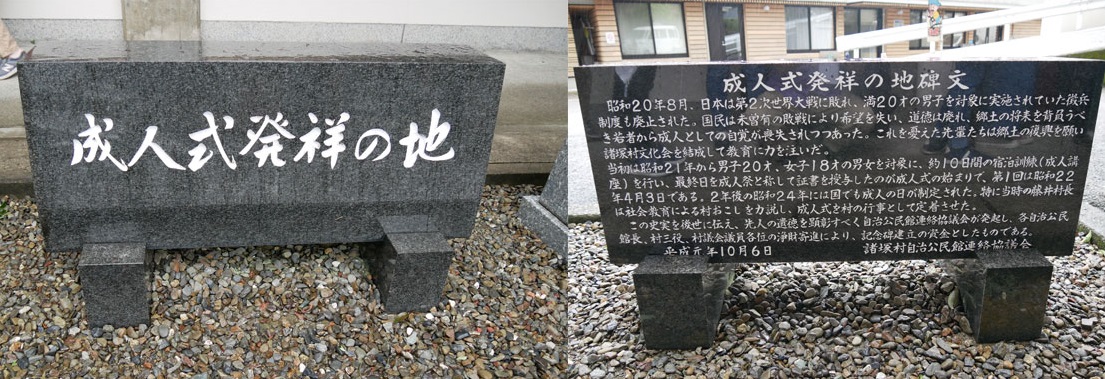 成人式発祥の地
成人式発祥の地碑文
昭和20年8月、日本は第2次世界大戦に敗れ、満20才の男子を対象に実施されていた徴兵
制度も廃止された。国民は未曽有の敗戦により希望を失い、道徳は廃れ、郷土の将来を背負うべ
き若者から成人としての自覚が喪失されつつあった。これを憂えた先輩たちは郷土の復興を願い
諸塚村文化会を結成して教育に力を注いだ。
当初は昭和21年から男子20才、女子18才の男女を対象に、約10日間の宿泊訓練(成人講
座)を行い、最終日を成人祭と称して証書を授与したのが成人式の始まりで、第1回は昭和22
年4月3日である。2年後の昭和24年には国でも成人の日が制定された。特に当時の藤井村長
は社会教育による村おこしを力説し、成人式を村の行事として定着させた。
この史実を後世に伝え、先人の遺徳を顕彰すべく自治公民館連絡協議会が発起し、各自治公民
館長、村三役、村議会議員各位の浄財寄進により、記念碑建立の資金としたものである。
平成元年10月6日 諸塚村自治公民館連絡協議会